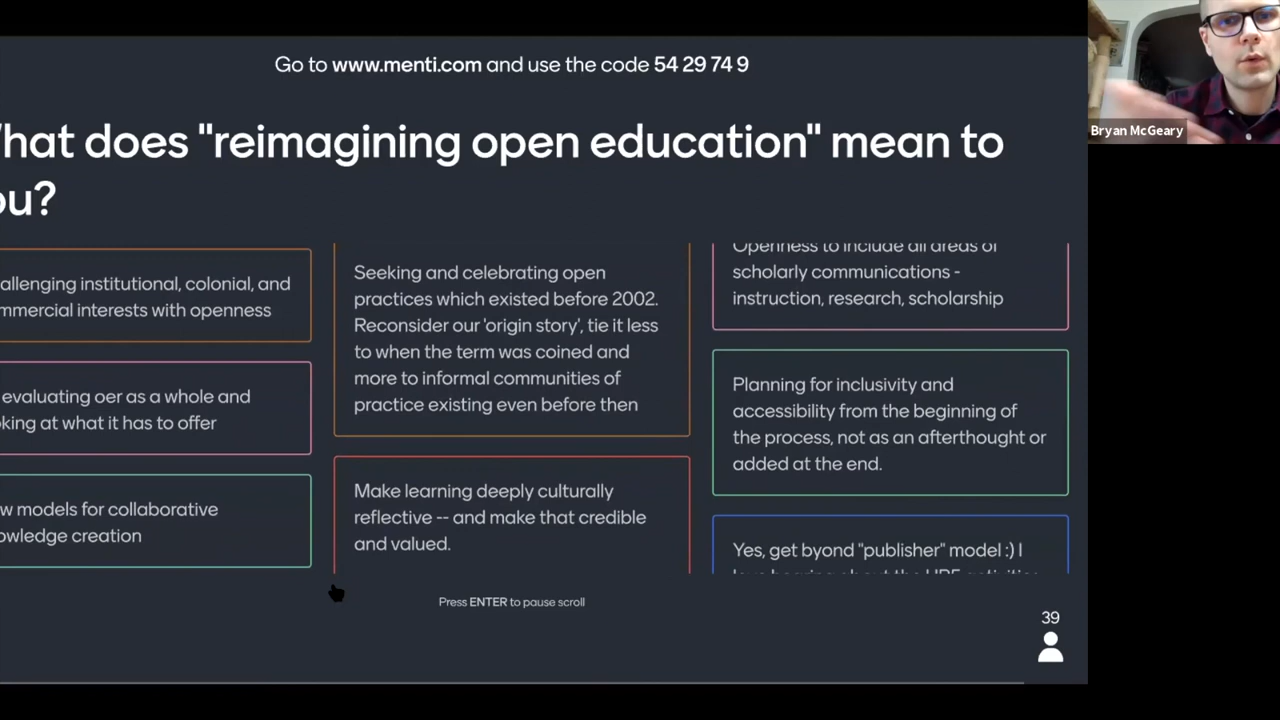 Go to www.menti.com and use the code 54 29 74 9
hat does "reimagining open education" mean to
ou?
allenging institutional, colonial, and
mmercial interests with openness
evaluating oer as a whole and
king at what it has to offer
w models for collaborative
owledge creation
Seeking and celebrating open
practices which existed before 2002.
Reconsider our 'origin story', tie it less
to when the term was coined and
more to informal communities of
practice existing even before then
Make learning deeply culturally
reflective -- and make that credible
and valued.
Openness to include all areas of
scholarly communications -
instruction, research, scholarship
Planning for inclusivity and
accessibility from the beginning of
the process, not as an afterthought or
added at the end.
Yes, get byond "publisher" model :) I
love hearing about the activities
Press ENTER to pause scroll
39
Bryan McGeary